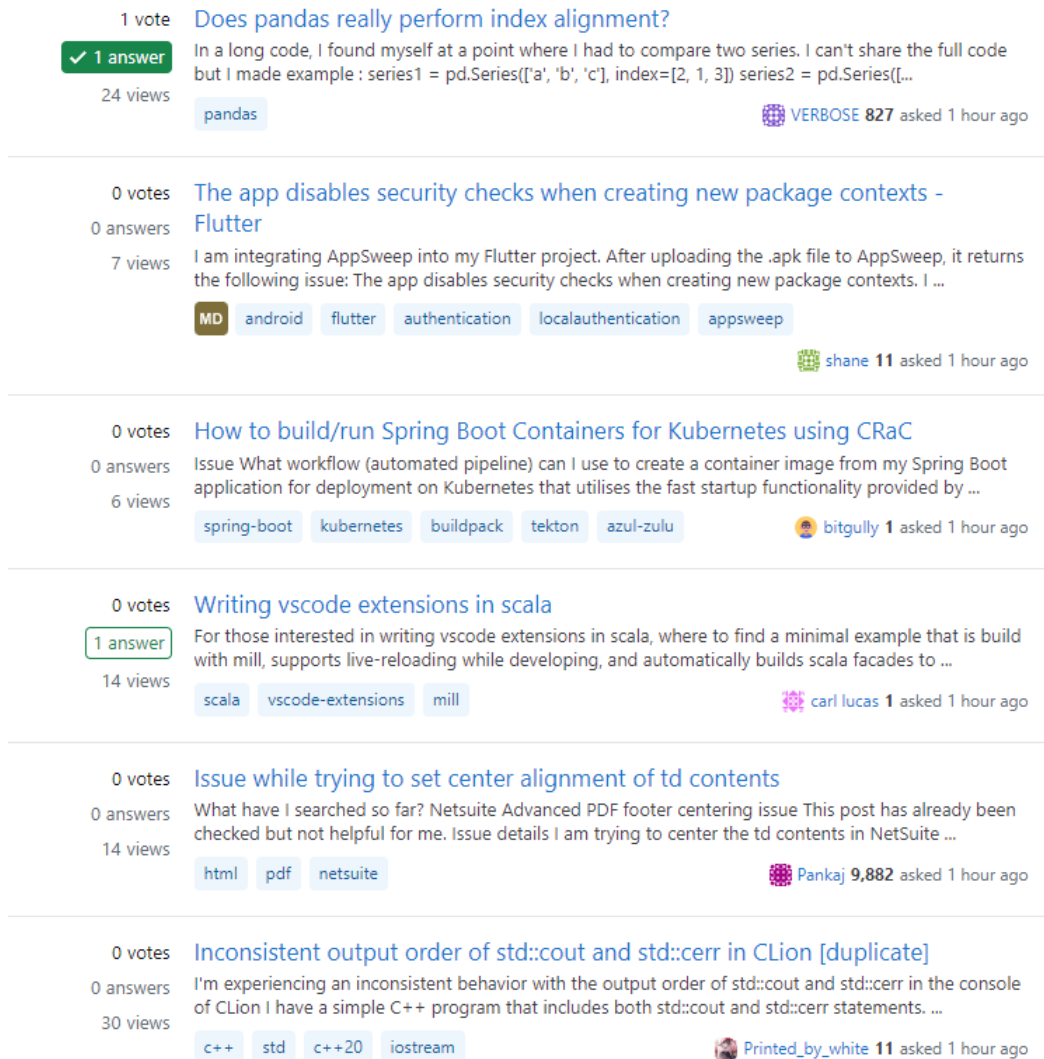 1 vote
Does pandas really perform index alignment?
1 answer
In a long code, I found myself at a point where I had to compare two series. I can't share the full code
but I made example : series1 = pd.Series(['a', 'b', 'c'], index=[2, 1, 3]) series2 = pd.Series([...
24 views
pandas
VERBOSE 827 asked 1 hour ago
0 votes
The app disables security checks when creating new package contexts -
Flutter
0 answers
7 views
I am integrating AppSweep into my Flutter project. After uploading the .apk file to AppSweep, it returns
the following issue: The app disables security checks when creating new package contexts. I ...
MD android flutter authentication localauthentication appsweep
shane 11 asked 1 hour ago
0 votes
How to build/run Spring Boot Containers for Kubernetes using CRaC
0 answers
Issue What workflow (automated pipeline) can I use to create a container image from my Spring Boot
application for deployment on Kubernetes that utilises the fast startup functionality provided by ...
6 views
spring-boot kubernetes buildpack tekton azul-zulu
bitgully 1 asked 1 hour ago
0 votes
Writing vscode extensions in scala
1 answer
For those interested in writing vscode extensions in scala, where to find a minimal example that is build
with mill, supports live-reloading while developing, and automatically builds scala facades to ...
14 views
scala vscode-extensions mill
carl lucas 1 asked 1 hour ago
0 votes
Issue while trying to set center alignment of td contents
0 answers
What have I searched so far? Netsuite Advanced PDF footer centering issue This post has already been
checked but not helpful for me. Issue details I am trying to center the td contents in NetSuite ...
14 views
html pdf netsuite
Pankaj 9,882 asked 1 hour ago
0 votes
Inconsistent output order of std::cout and std::cerr in CLion [duplicate]
0 answers
I'm experiencing an inconsistent behavior with the output order of std::cout and std::cerr in the console
of CLion I have a simple C++ program that includes both std::cout and std::cerr statements. ...
30 views
c++ std c++20 iostream
Printed_by_white 11 asked 1 hour ago